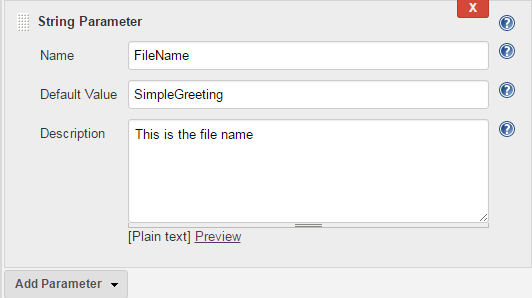 X
String Parameter
?
Name
FileName
?
Default Value
SimpleGreeting
?
Description
This is the file name
?
[Plain text] Preview
Add Parameter